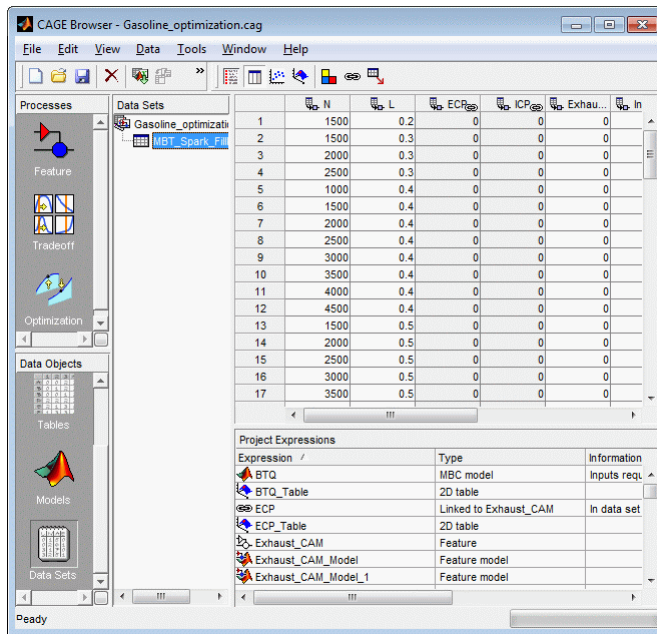 CAGE Browser - Gasoline_optimization.cag
File Edit View Data Tools Window Help
»
Processes
Feature
Tradeoff
Optimization
Data Objects
Tables
Models
Data Sets
Data Sets
Gasoline_optimizati
MBT_Spark_Fill
N L ECP ICP Exhau... In
1 1500 0.2 0 0 0
2 1500 0.3 0 0 0
3 2000 0.3 0 0 0
4 2500 0.3 0 0 0
5 1000 0.4 0 0 0
6 1500 0.4 0 0 0
7 2000 0.4 0 0 0
8 2500 0.4 0 0 0
9 3000 0.4 0 0 0
10 3500 0.4 0 0 0
11 4000 0.4 0 0 0
12 4500 0.4 0 0 0
13 1500 0.5 0 0 0
14 2000 0.5 0 0 0
15 2500 0.5 0 0 0
16 3000 0.5 0 0 0
17 3500 0.5 0 0 0
Project Expressions
Expression / Type Information
BTQ MBC model Inputs requ
BTQ_Table 2D table
ECP Linked to Exhaust_CAM In data set
ECP_Table 2D table
Exhaust_CAM Feature
Exhaust_CAM_Model Feature model
Exhaust_CAM_Model_1 Feature model
Ready